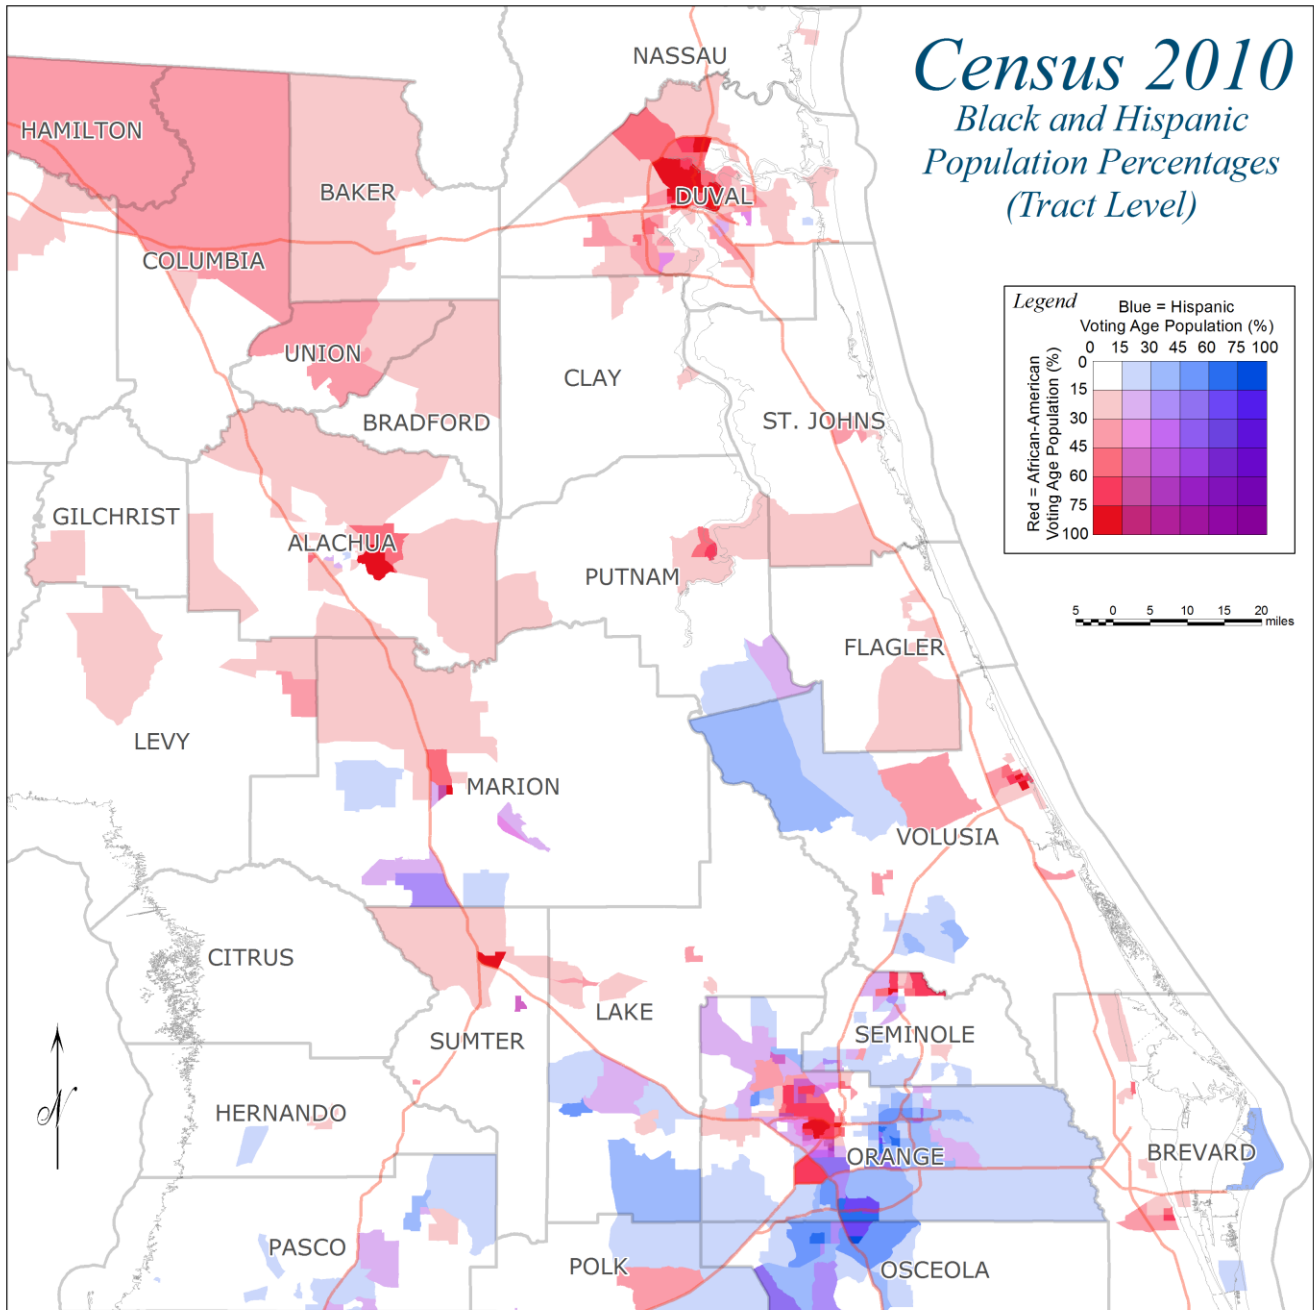 Census 2010
Black and Hispanic
Population Percentages
(Tract Level)
NASSAU
HAMILTON
BAKER
DUVAL
COLUMBIA
UNION
CLAY
BRADFORD
ST. JOHNS
GILCHRIST
ALACHUA
PUTNAM
FLAGLER
LEVY
MARION
VOLUSIA
CITRUS
LAKE
SUMTER
SEMINOLE
HERNANDO
ORANGE
BREVARD
PASCO
POLK
OSCEOLA
Legend
Blue = Hispanic
Voting Age Population (%)
0 15 30 45 60 75 100
Red = African-American
Voting Age Population (%)
0
15
30
45
60
75
100
5 0 5 10 15 20 miles
N